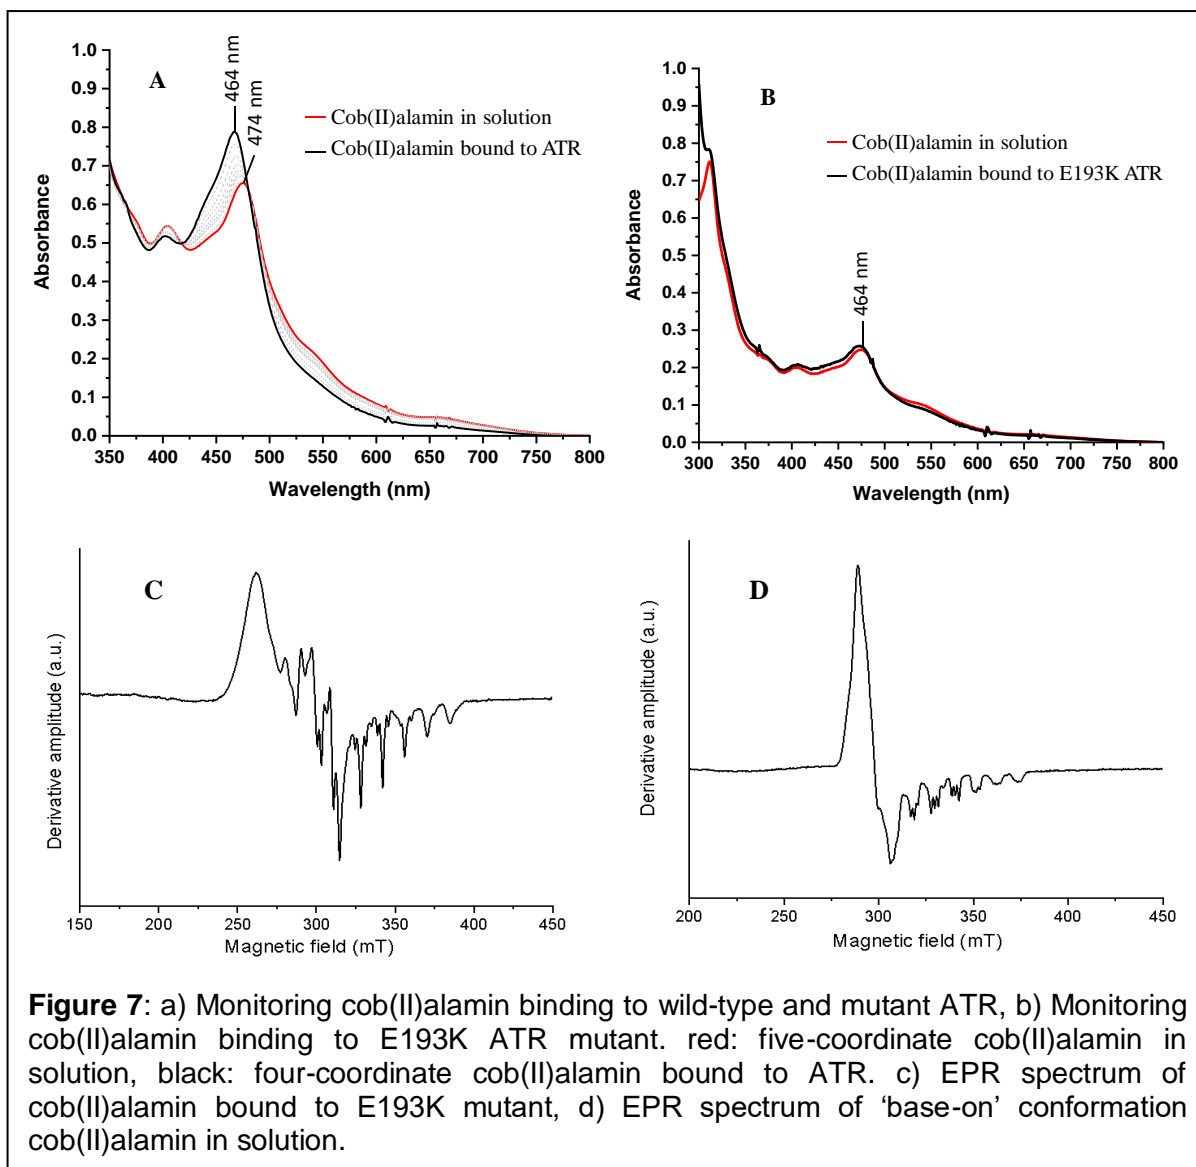 A
464 nm
474 nm
Cob(II)alamin in solution
Cob(II)alamin bound to ATR
1.0
0.9
0.8
0.7
0.6
0.5
0.4
0.3
0.2
0.1
0.0
Absorbance
350 400 450 500 550 600 650 700 750 800
Wavelength (nm)
B
464 nm
Cob(II)alamin in solution
Cob(II)alamin bound to E193K ATR
1.0
0.9
0.8
0.7
0.6
0.5
0.4
0.3
0.2
0.1
0.0
Absorbance
300 350 400 450 500 550 600 650 700 750 800
Wavelength (nm)
C
Derivative amplitude (a.u.)
150 200 250 300 350 400 450
Magnetic field (mT)
D
Derivative amplitude (a.u.)
200 250 300 350 400 450
Magnetic field (mT)
Figure 7: a) Monitoring cob(II)alamin binding to wild-type and mutant ATR, b) Monitoring
cob(II)alamin binding to E193K ATR mutant. red: five-coordinate cob(II)alamin in
solution, black: four-coordinate cob(II)alamin bound to ATR. c) EPR spectrum of
cob(II)alamin bound to E193K mutant, d) EPR spectrum of ‘base-on’ conformation
cob(II)alamin in solution.